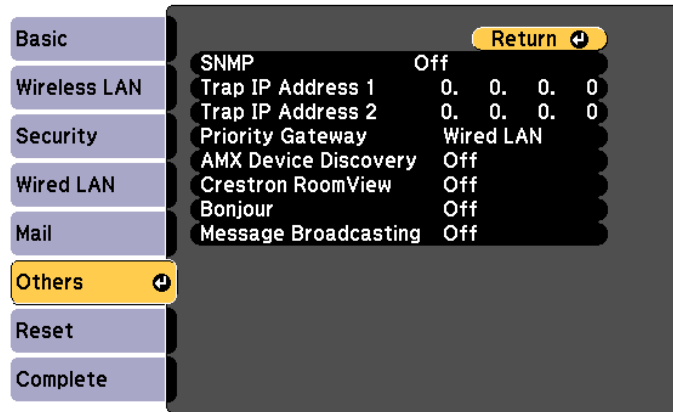 Basic
Wireless LAN
Security
Wired LAN
Mail
Others
Reset
Complete
Return
SNMP Off
Trap IP Address 1 0. 0. 0. 0
Trap IP Address 2 0. 0. 0. 0
Priority Gateway Wired LAN
AMX Device Discovery Off
Crestron RoomView Off
Bonjour Off
Message Broadcasting Off